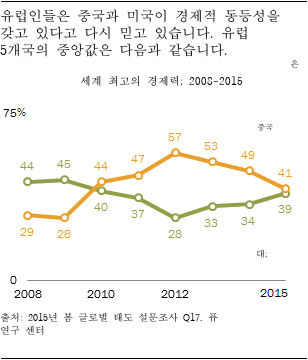 유럽인들은 중국과 미국이 경제적 동등성을
갖고 있다고 다시 믿고 있습니다. 유럽
5개국의 중앙값은 다음과 같습니다.
은
세계 최고의 경제력; 2008-2015
75%
중국
57
53
49
47
44 45 44
41
40
37
39
34
33
29 28
28
대;
0
2008 2010 2012 2015
출처: 2015년 봄 글로벌 태도 설문조사 Q17. 퓨
연구 센터